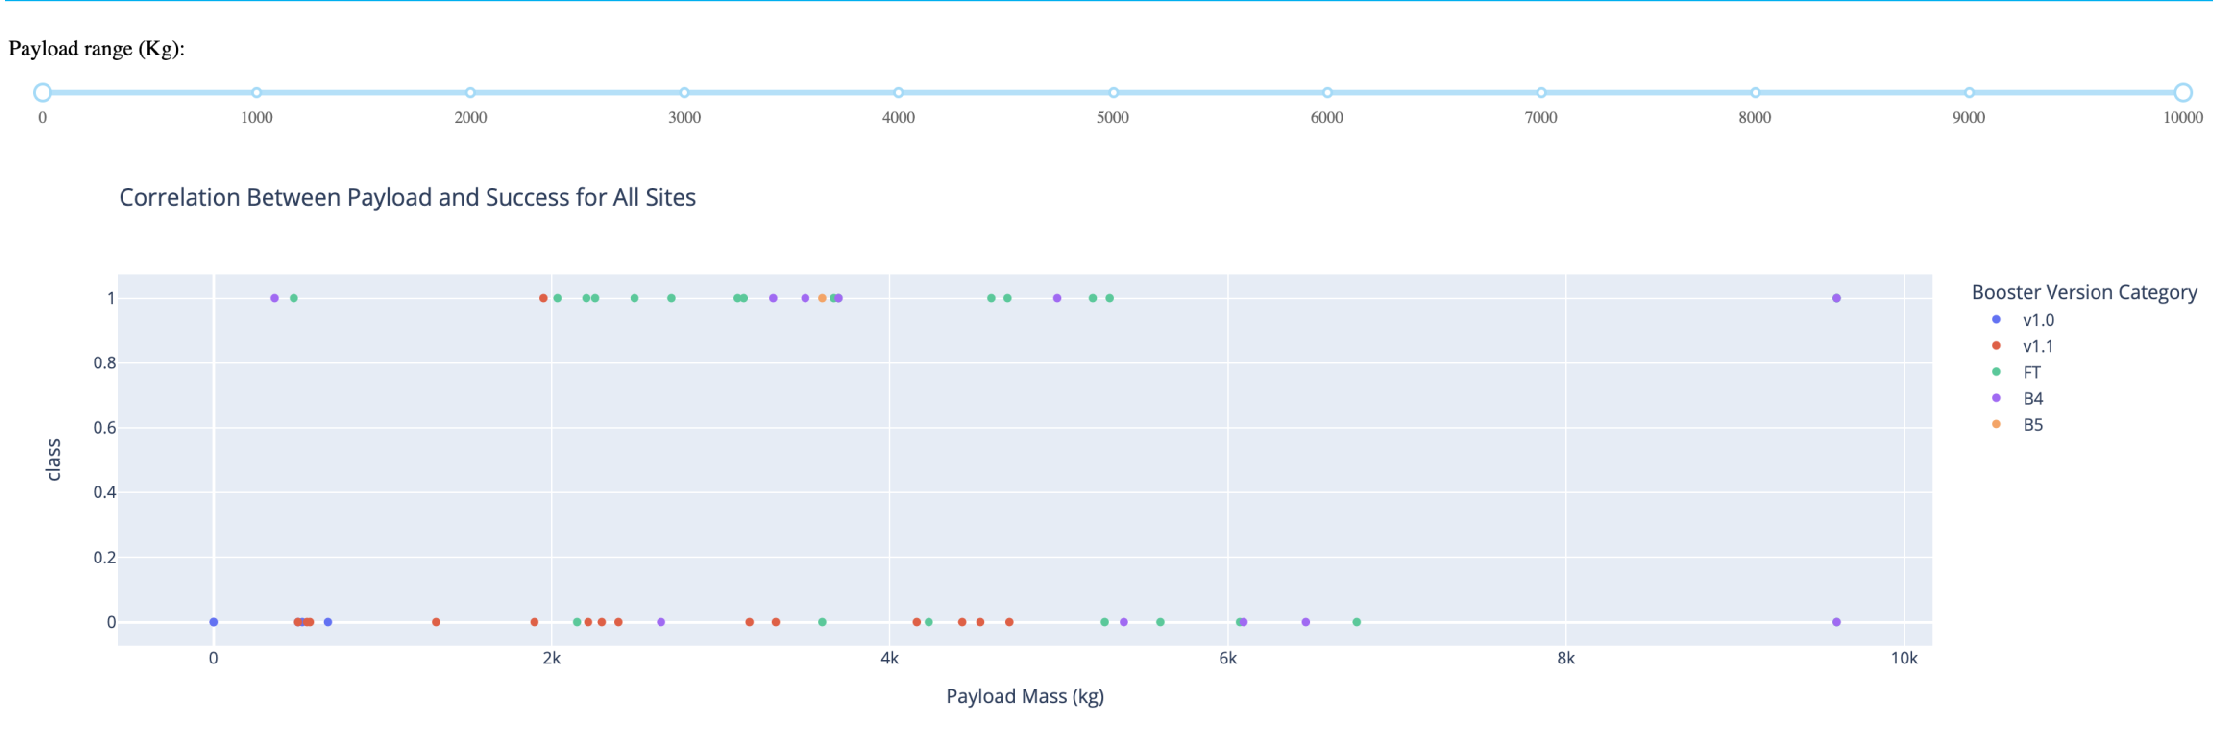 Payload range (Kg):
0 1000 2000 3000 4000 5000 6000 7000 8000 9000 10000
Correlation Between Payload and Success for All Sites
Booster Version Category
v1.0
v1.1
FT
B4
B5
1
0.8
0.6
0.4
0.2
0
class
0 2k 4k 6k 8k 10k
Payload Mass (kg)